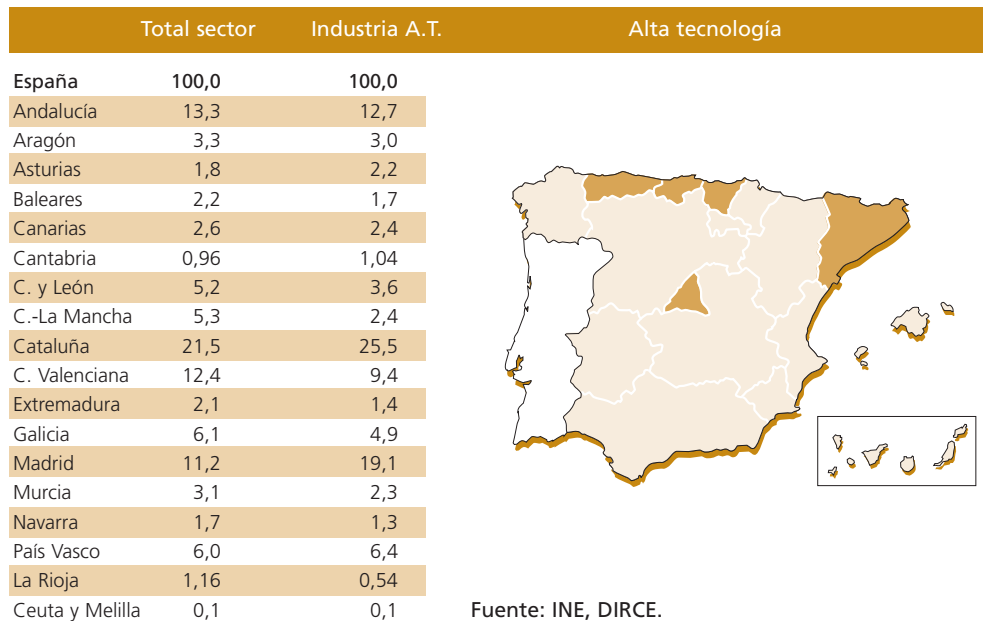 Total sector Industria A.T. Alta tecnología
España 100,0 100,0
Andalucía 13,3 12,7
Aragón 3,3 3,0
Asturias 1,8 2,2
Baleares 2,2 1,7
Canarias 2,6 2,4
Cantabria 0,96 1,04
C. y León 5,2 3,6
C.-La Mancha 5,3 2,4
Cataluña 21,5 25,5
C. Valenciana 12,4 9,4
Extremadura 2,1 1,4
Galicia 6,1 4,9
Madrid 11,2 19,1
Murcia 3,1 2,3
Navarra 1,7 1,3
País Vasco 6,0 6,4
La Rioja 1,16 0,54
Ceuta y Melilla 0,1 0,1
Fuente: INE, DIRCE.